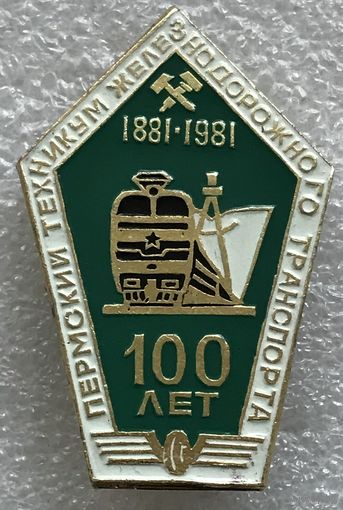 ПЕРМСКИЙ ТЕХНИКУМ ЖЕЛЕЗНОДОРОЖНОГО ТРАНСПОРТА
1881·1981
100
ЛЕТ